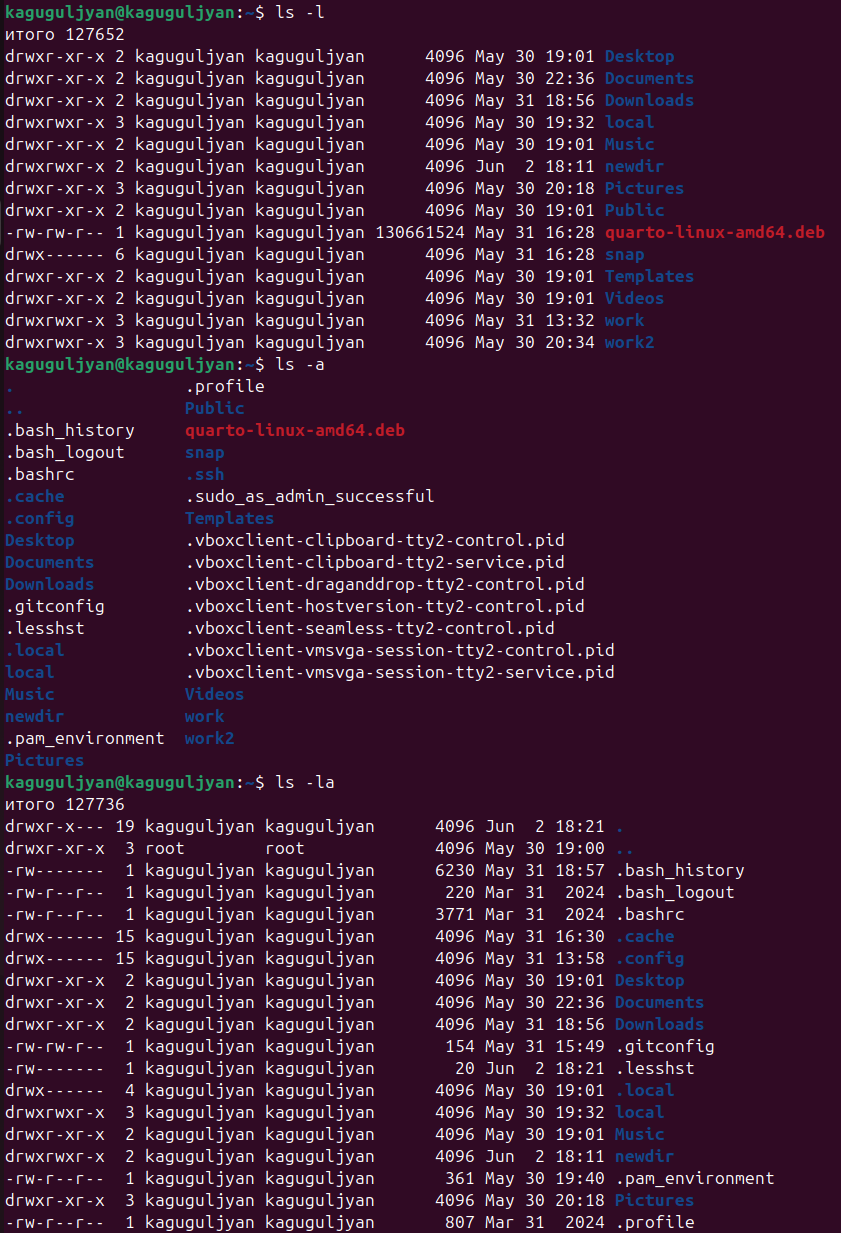 kaguguljyan@kaguguljyan:~$ ls -l
итого 127652
drwxr-xr-x 2 kaguguljyan kaguguljyan      4096 May 30 19:01 Desktop
drwxr-xr-x 2 kaguguljyan kaguguljyan      4096 May 30 22:36 Documents
drwxr-xr-x 2 kaguguljyan kaguguljyan      4096 May 31 18:56 Downloads
drwxrwxr-x 3 kaguguljyan kaguguljyan      4096 May 30 19:32 local
drwxr-xr-x 2 kaguguljyan kaguguljyan      4096 May 30 19:01 Music
drwxrwxr-x 2 kaguguljyan kaguguljyan      4096 Jun  2 18:11 newdir
drwxr-xr-x 3 kaguguljyan kaguguljyan      4096 May 30 20:18 Pictures
drwxr-xr-x 2 kaguguljyan kaguguljyan      4096 May 30 19:01 Public
-rw-rw-r-- 1 kaguguljyan kaguguljyan 130661524 May 31 16:28 quarto-linux-amd64.deb
drwx------ 6 kaguguljyan kaguguljyan      4096 May 31 16:28 snap
drwxr-xr-x 2 kaguguljyan kaguguljyan      4096 May 30 19:01 Templates
drwxr-xr-x 2 kaguguljyan kaguguljyan      4096 May 30 19:01 Videos
drwxrwxr-x 3 kaguguljyan kaguguljyan      4096 May 31 13:32 work
drwxrwxr-x 3 kaguguljyan kaguguljyan      4096 May 30 20:34 work2
kaguguljyan@kaguguljyan:~$ ls -a
.                 .profile
..                Public
.bash_history     quarto-linux-amd64.deb
.bash_logout      snap
.bashrc           .ssh
.cache            .sudo_as_admin_successful
.config           Templates
Desktop           .vboxclient-clipboard-tty2-control.pid
Documents         .vboxclient-clipboard-tty2-service.pid
Downloads         .vboxclient-draganddrop-tty2-control.pid
.gitconfig        .vboxclient-hostversion-tty2-control.pid
.lesshst          .vboxclient-seamless-tty2-control.pid
.local            .vboxclient-vmsvga-session-tty2-control.pid
local             .vboxclient-vmsvga-session-tty2-service.pid
Music             Videos
newdir            work
.pam_environment  work2
Pictures
kaguguljyan@kaguguljyan:~$ ls -la
итого 127736
drwxr-x--- 19 kaguguljyan kaguguljyan      4096 Jun  2 18:21 .
drwxr-xr-x  3 root        root             4096 May 30 19:00 ..
-rw-------  1 kaguguljyan kaguguljyan      6230 May 31 18:57 .bash_history
-rw-r--r--  1 kaguguljyan kaguguljyan       220 Mar 31  2024 .bash_logout
-rw-r--r--  1 kaguguljyan kaguguljyan      3771 Mar 31  2024 .bashrc
drwx------ 15 kaguguljyan kaguguljyan      4096 May 31 16:30 .cache
drwx------ 15 kaguguljyan kaguguljyan      4096 May 31 13:58 .config
drwxr-xr-x  2 kaguguljyan kaguguljyan      4096 May 30 19:01 Desktop
drwxr-xr-x  2 kaguguljyan kaguguljyan      4096 May 30 22:36 Documents
drwxr-xr-x  2 kaguguljyan kaguguljyan      4096 May 31 18:56 Downloads
-rw-rw-r--  1 kaguguljyan kaguguljyan       154 May 31 15:49 .gitconfig
-rw-------  1 kaguguljyan kaguguljyan        20 Jun  2 18:21 .lesshst
drwx------  4 kaguguljyan kaguguljyan      4096 May 30 19:01 .local
drwxrwxr-x  3 kaguguljyan kaguguljyan      4096 May 30 19:32 local
drwxr-xr-x  2 kaguguljyan kaguguljyan      4096 May 30 19:01 Music
drwxrwxr-x  2 kaguguljyan kaguguljyan      4096 Jun  2 18:11 newdir
-rw-r--r--  1 kaguguljyan kaguguljyan       361 May 30 19:40 .pam_environment
drwxr-xr-x  3 kaguguljyan kaguguljyan      4096 May 30 20:18 Pictures
-rw-r--r--  1 kaguguljyan kaguguljyan       807 Mar 31  2024 .profile